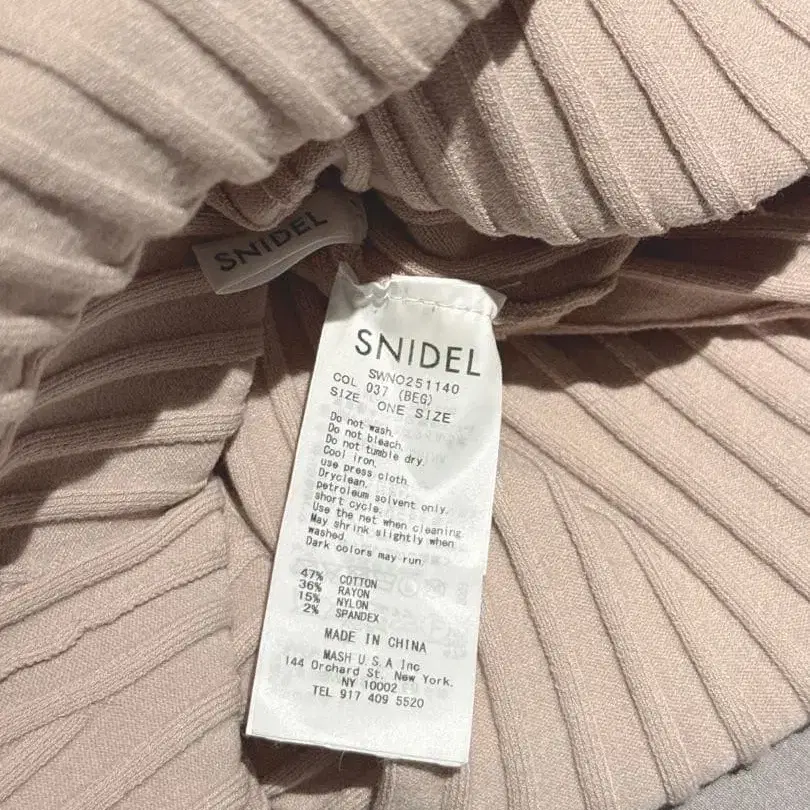 SNIDEL
SNIDEL
SWNO251140
COL 037 (BEG)
SIZE ONE SIZE
Do not wash.
Do not bleach.
Do not tumble dry.
Cool iron.
use press cloth.
Dryclean.
petroleum solvent only.
short cycle.
Use the net when cleaning.
May shrink slightly when
washed.
Dark colors may run.
47% COTTON
36% RAYON
15% NYLON
2% SPANDEX
MADE IN CHINA
MASH U.S.A Inc
144 Orchard St. New York.
NY 10002
TEL 917 409 5520